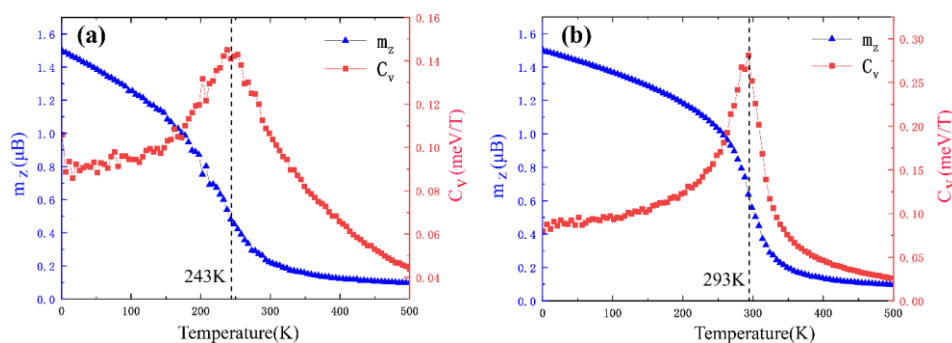 (a)
m_z
C_v
243K
1.6
1.4
1.2
1.0
0.8
0.6
0.4
0.2
0.0
m_z (μB)
0.16
0.14
0.12
0.10
0.08
0.06
0.04
C_v (meV/T)
0 100 200 300 400 500
Temperature(K)
(b)
m_z
C_v
293K
1.6
1.4
1.2
1.0
0.8
0.6
0.4
0.2
0.0
m_z (μB)
0.30
0.25
0.20
0.15
0.10
0.05
0.00
C_v (meV/T)
0 100 200 300 400 500
Temperature(K)